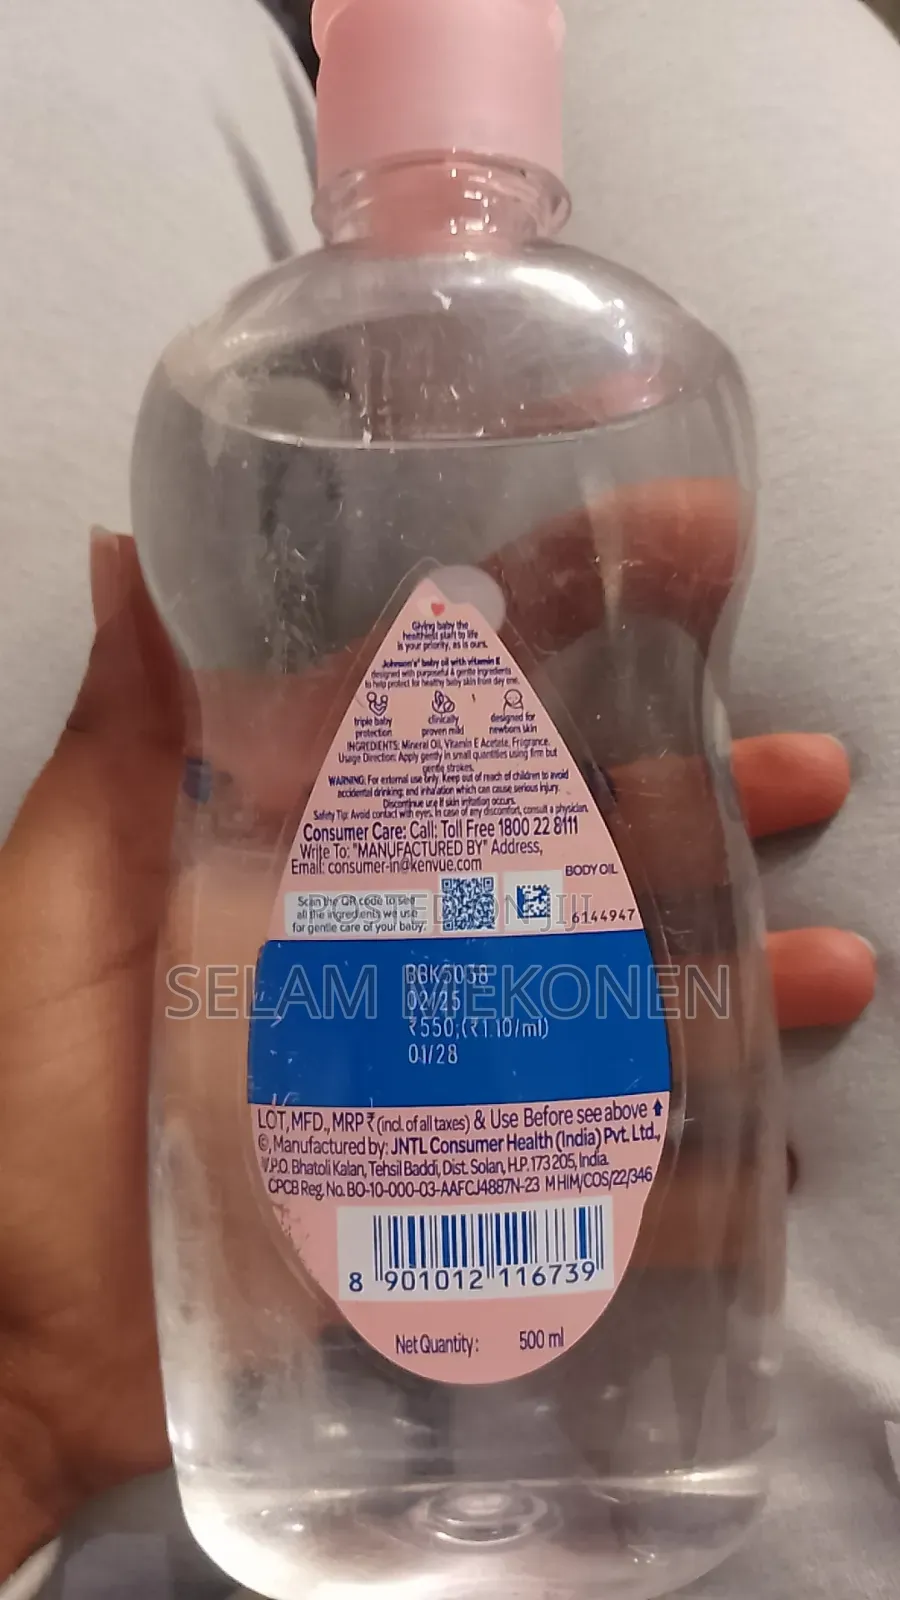 Giving baby the
healthiest start to life
is your priority, as is ours.
Johnson's® baby oil with vitamin E
designed with purposeful & gentle ingredients
to help protect for healthy baby skin from day one.
triple baby protection
clinically proven mild
designed for newborn skin
INGREDIENTS: Mineral Oil, Vitamin E Acetate, Fragrance.
Usage Direction: Apply gently in small quantities using firm but
gentle strokes.
WARNING: For external use only. Keep out of reach of children to avoid
accidental drinking and inhalation which can cause serious injury.
Discontinue use if skin irritation occurs.
Safety Tip: Avoid contact with eyes. In case of any discomfort, consult a physician.
Consumer Care: Call: Toll Free 1800 22 8111
Write To: "MANUFACTURED BY" Address,
Email: consumer-in@kenvue.com
BODY OIL
Scan the QR code to see
all the ingredients we use
for gentle care of your baby.
6144947
POSTED ON JIJI
SELAM MEKONEN
BBK5038
02/25
₹550;(₹1.10/ml)
01/28
LOT, MFD., MRP ₹ (incl. of all taxes) & Use Before see above
©, Manufactured by: JNTL Consumer Health (India) Pvt. Ltd.,
V.P.O. Bhatoli Kalan, Tehsil Baddi, Dist. Solan, H.P. 173 205, India.
CPCB Reg. No. BO-10-000-03-AAFCJ4887N-23 M HIM/COS/22/346
8 901012 116739
Net Quantity: 500 ml